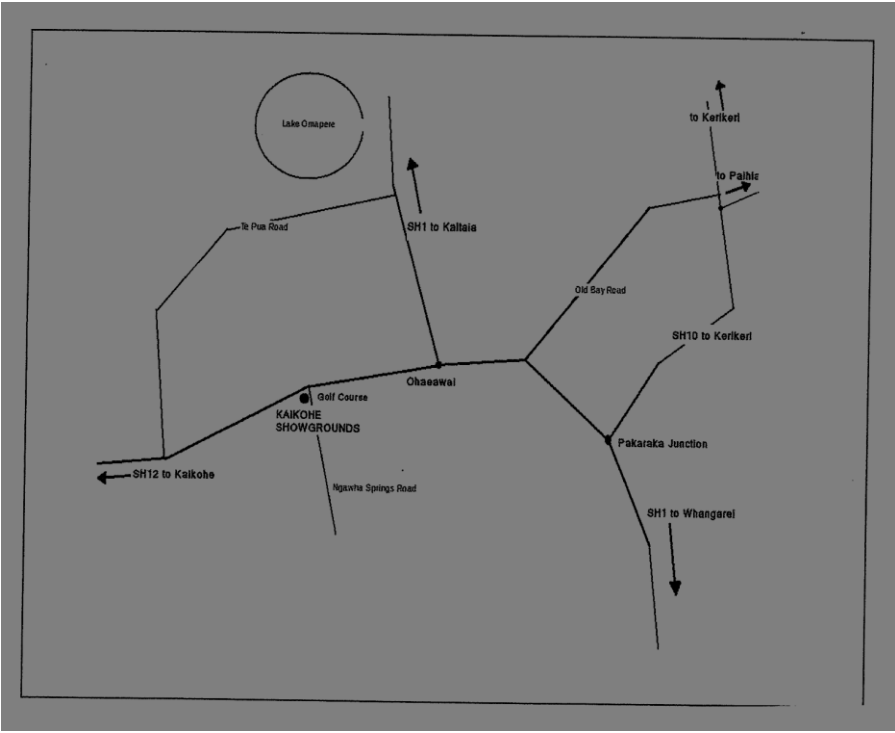 to Kerikeri
Lake Omapere
to Paihia
Te Pua Road
SH1 to Kaitaia
Old Bay Road
SH10 to Kerikeri
Ohaeawai
Golf Course
KAIKOHE
SHOWGROUNDS
Pakaraka Junction
SH12 to Kaikohe
Ngawha Springs Road
SH1 to Whangarei